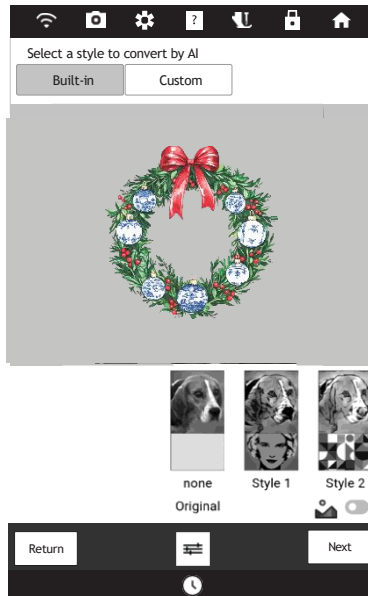 ?
Select a style to convert by AI
Built-in Custom
none Style 1 Style 2
Original
Return Next